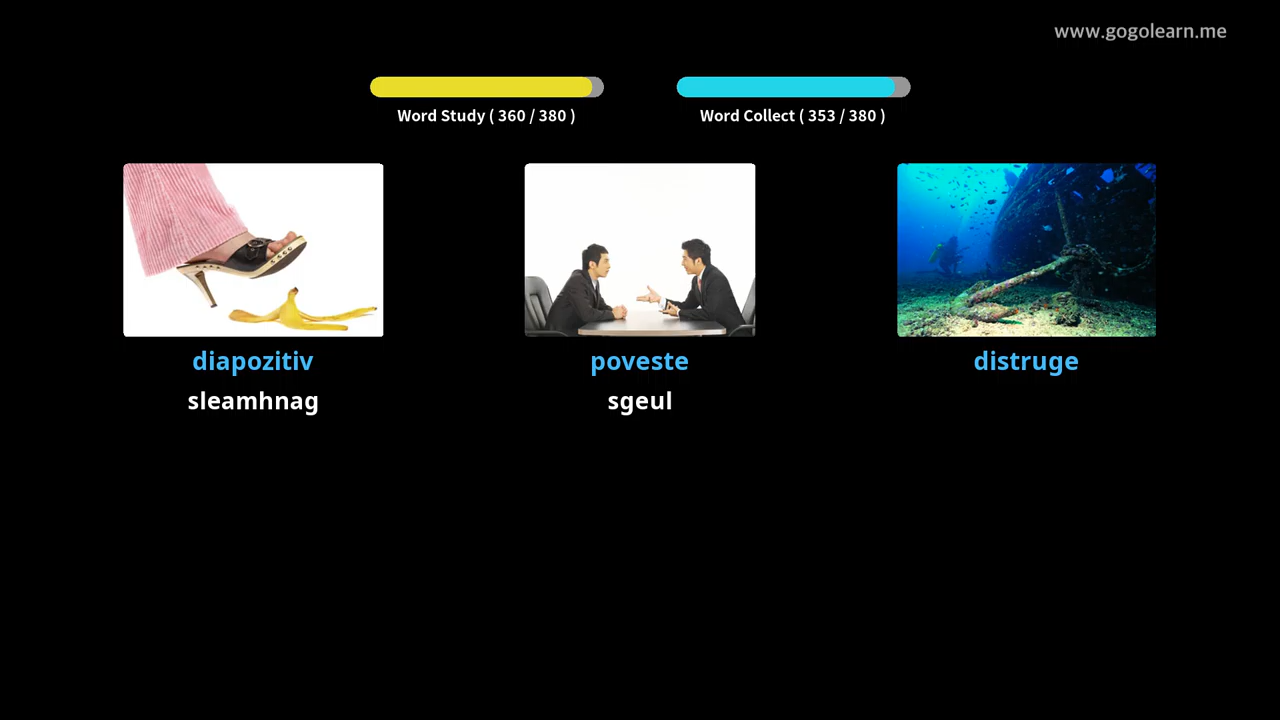 www.gogolearn.me
Word Study ( 360 / 380 )
Word Collect ( 353 / 380 )
diapozitiv
poveste
distruge
sleamhnag
sgeul